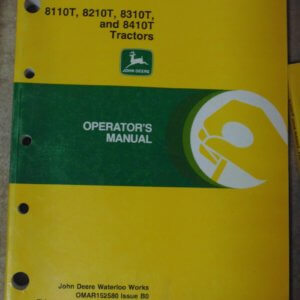 8110T, 8210T, 8310T,
and 8410T
Tractors
JOHN DEERE
OPERATOR'S
MANUAL
John Deere Waterloo Works
OMAR152580 Issue B0